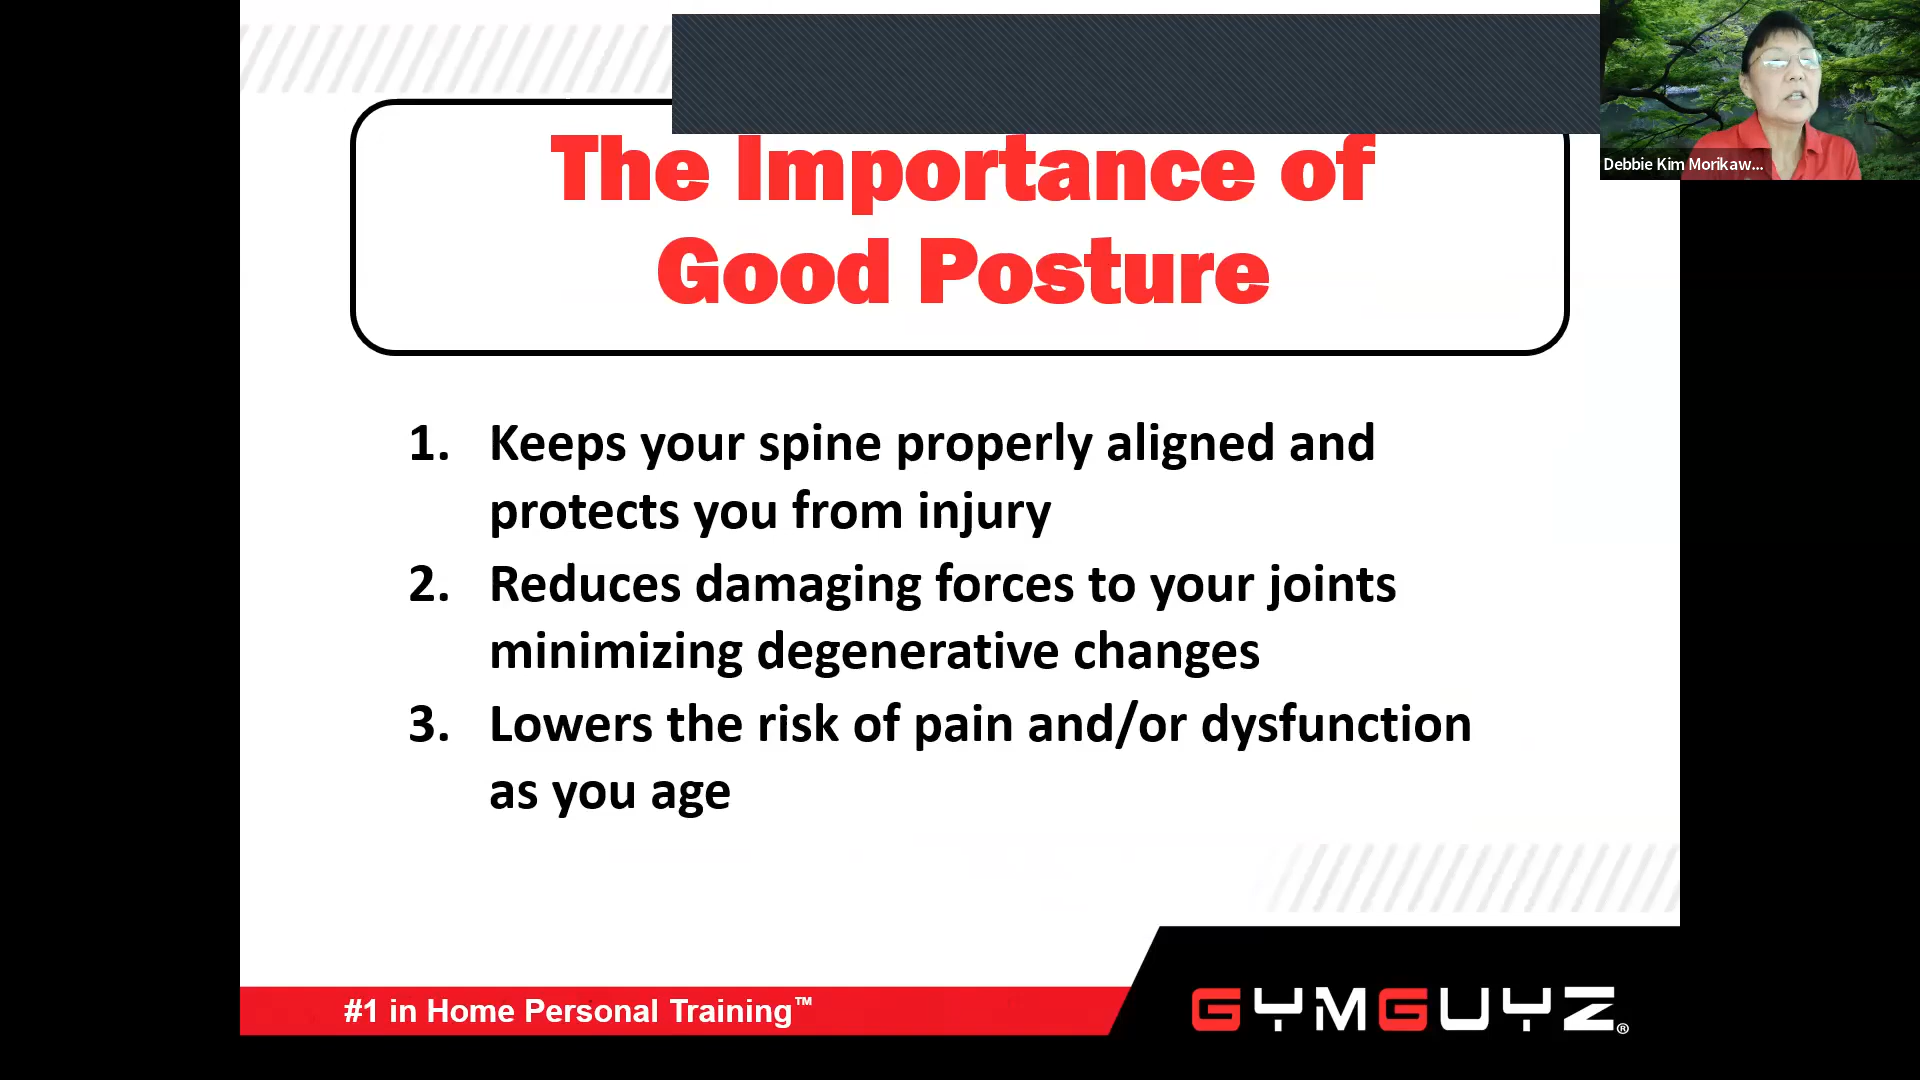 The Importance of
Good Posture
Debbie Kim Morikaw...
1. Keeps your spine properly aligned and
protects you from injury
2. Reduces damaging forces to your joints
minimizing degenerative changes
3. Lowers the risk of pain and/or dysfunction
as you age
#1 in Home Personal Training™
GYMGUYZ®